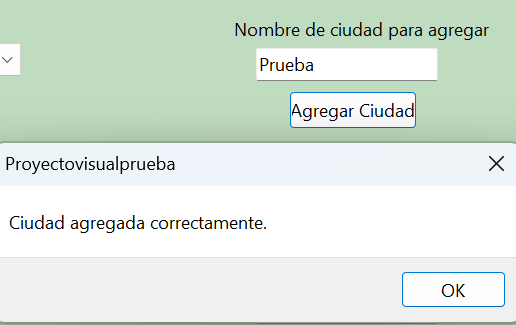 Nombre de ciudad para agregar
Prueba
Agregar Ciudad
Proyectovisualprueba
Ciudad agregada correctamente.
OK